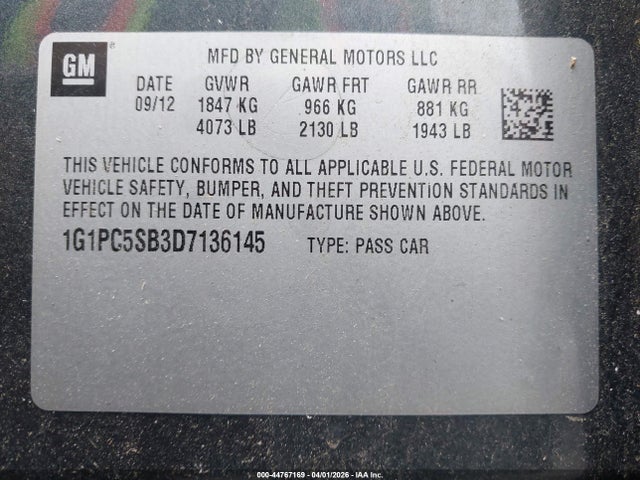 GM ®
MFD BY GENERAL MOTORS LLC
DATE GVWR GAWR FRT GAWR RR
09/12 1847 KG 966 KG 881 KG
4073 LB 2130 LB 1943 LB
THIS VEHICLE CONFORMS TO ALL APPLICABLE U.S. FEDERAL MOTOR
VEHICLE SAFETY, BUMPER, AND THEFT PREVENTION STANDARDS IN
EFFECT ON THE DATE OF MANUFACTURE SHOWN ABOVE.
1G1PC5SB3D7136145 TYPE: PASS CAR
000-44767169 | 04/01/2026 | IAA Inc.